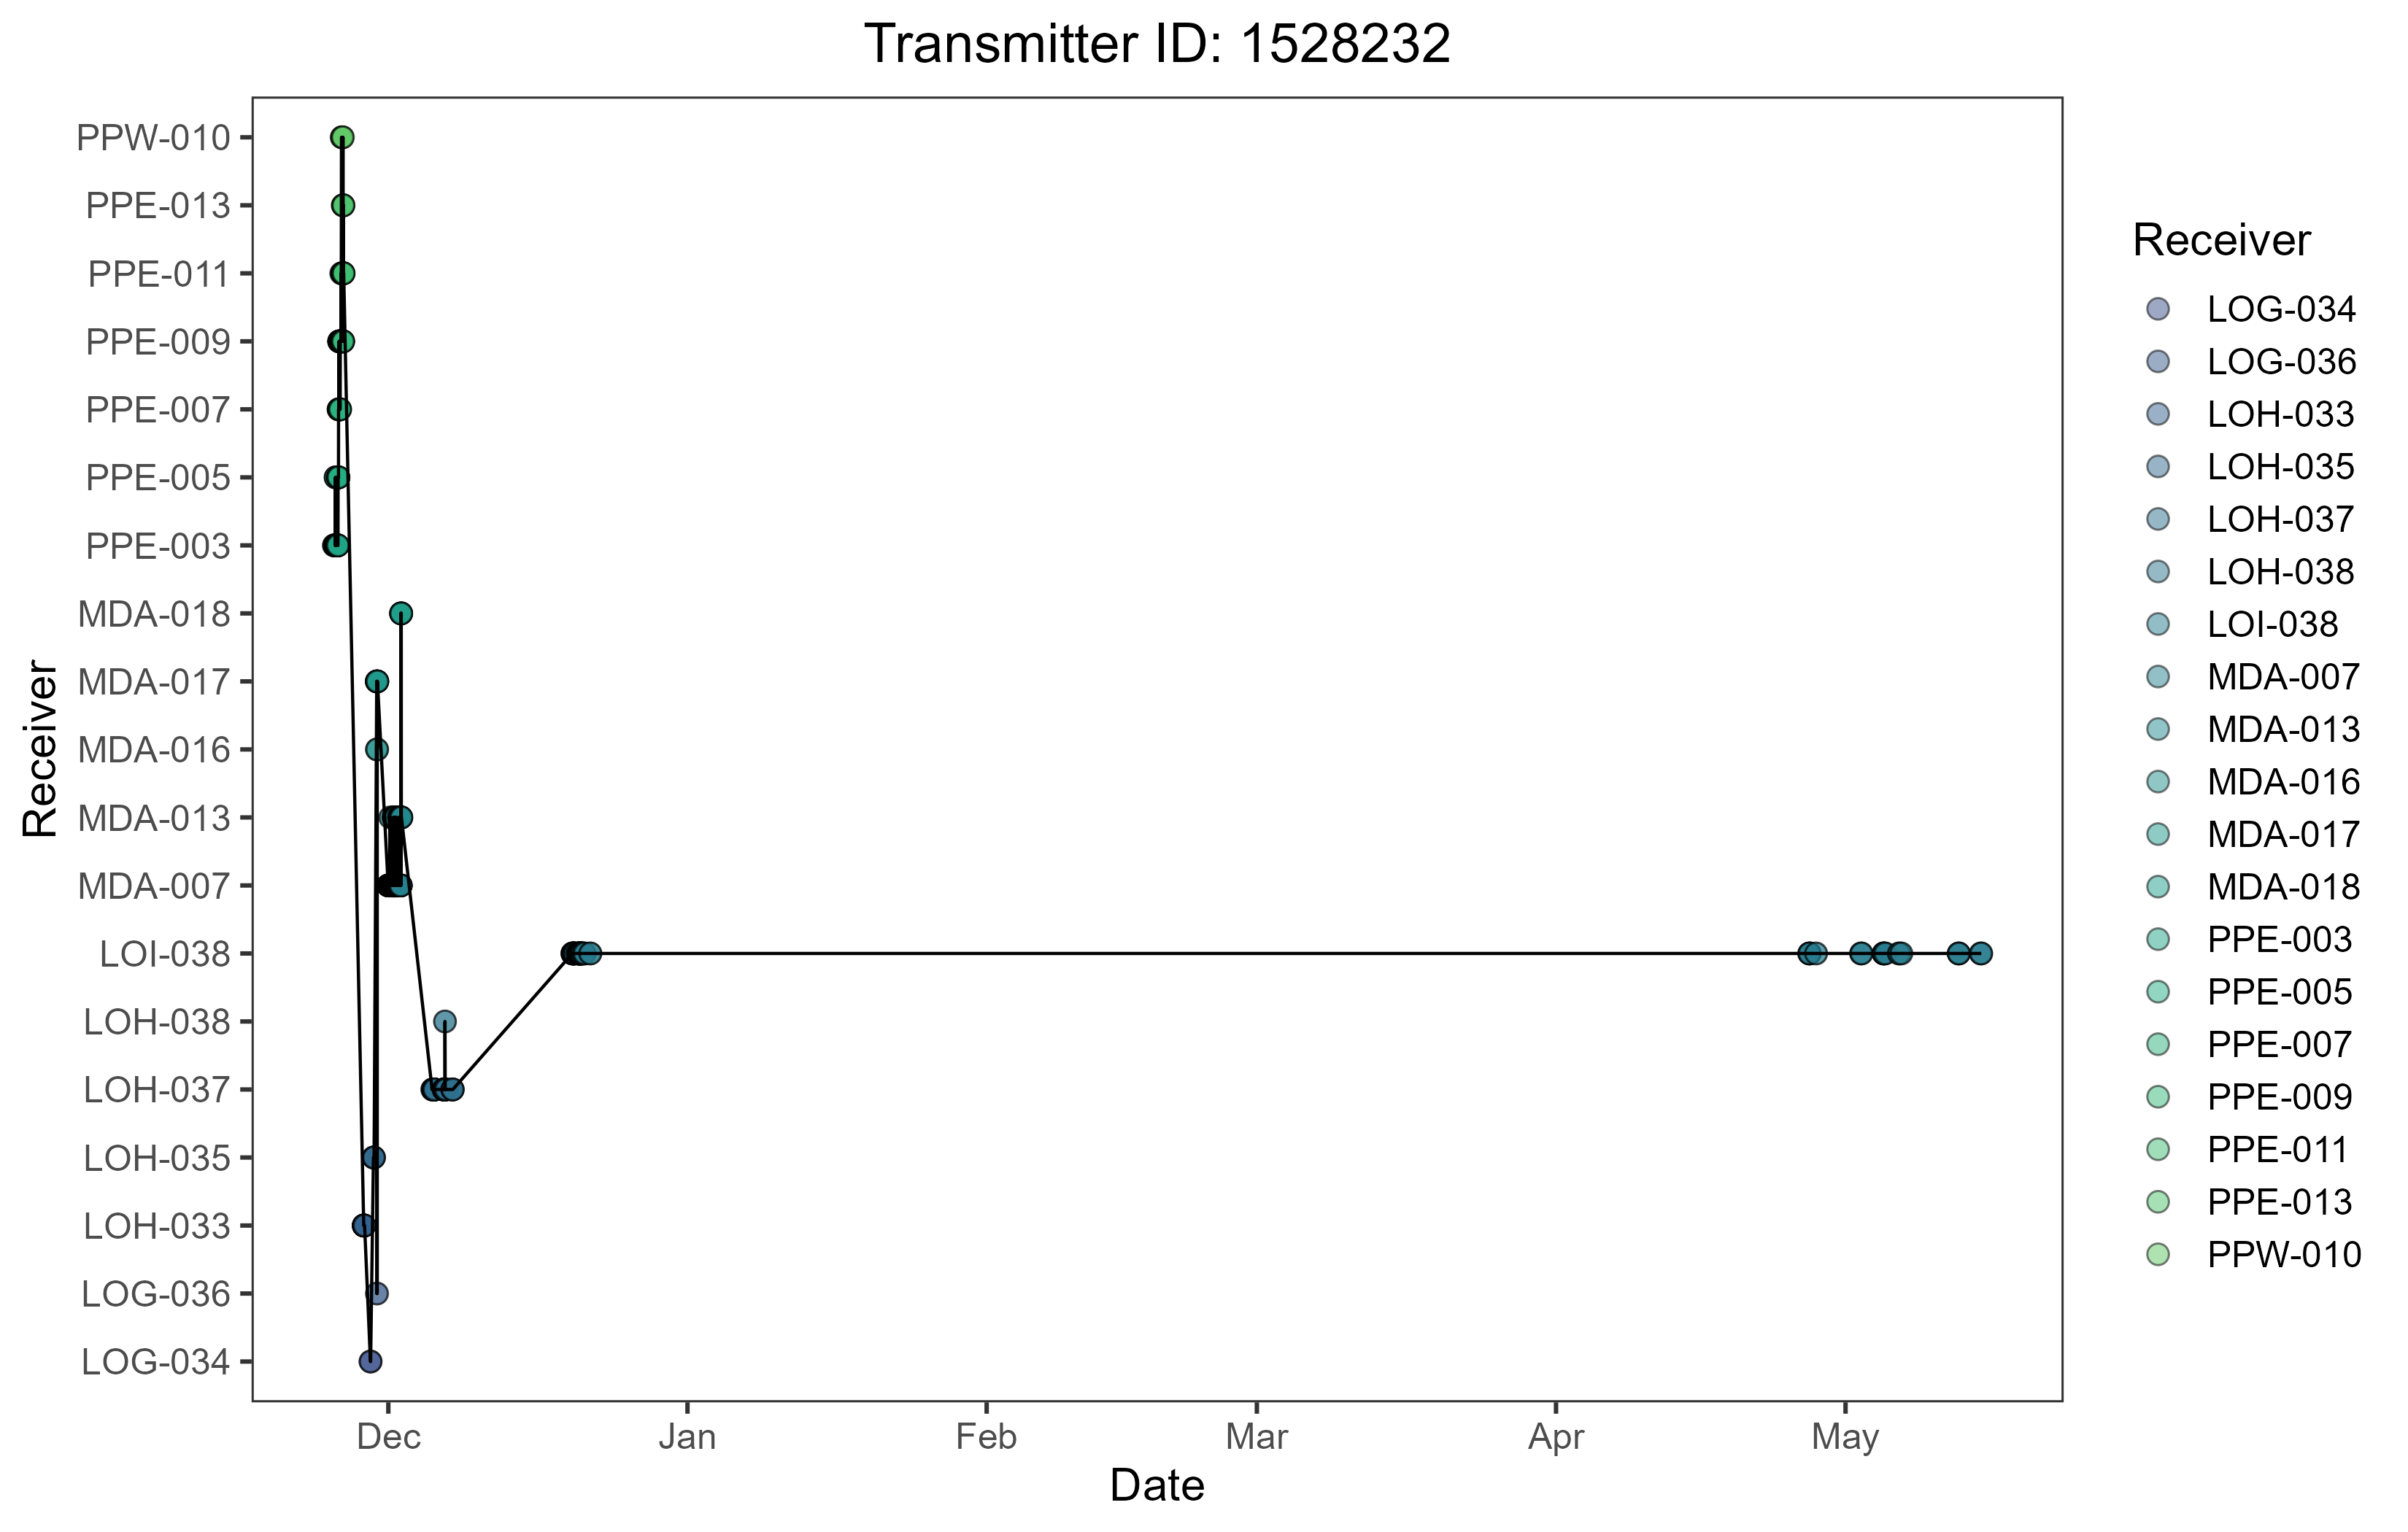 Transmitter ID: 1528232
PPW-010
PPE-013
PPE-011
PPE-009
PPE-007
PPE-005
PPE-003
MDA-018
MDA-017
MDA-016
MDA-013
MDA-007
LOI-038
LOH-038
LOH-037
LOH-035
LOH-033
LOG-036
LOG-034
Receiver
Dec Jan Feb Mar Apr May
Date
Receiver
LOG-034
LOG-036
LOH-033
LOH-035
LOH-037
LOH-038
LOI-038
MDA-007
MDA-013
MDA-016
MDA-017
MDA-018
PPE-003
PPE-005
PPE-007
PPE-009
PPE-011
PPE-013
PPW-010